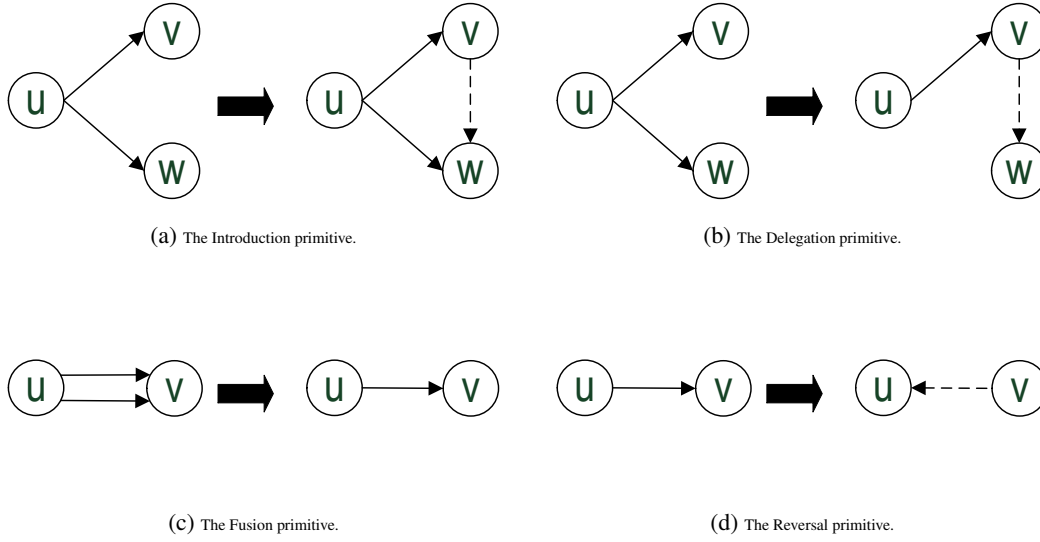 v v v v
u u u u
w w w w
(a) The Introduction primitive. (b) The Delegation primitive.
u v u v u v u v
(c) The Fusion primitive. (d) The Reversal primitive.